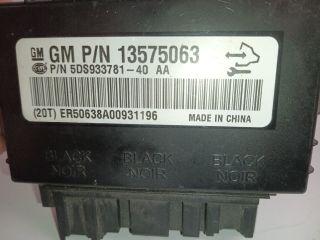 GM GM P/N 13575063
P/N 5DS933781-40 AA
(20T) ER50638A00931196
MADE IN CHINA
BLACK BLACK BLACK
NOIR NOIR NOIR